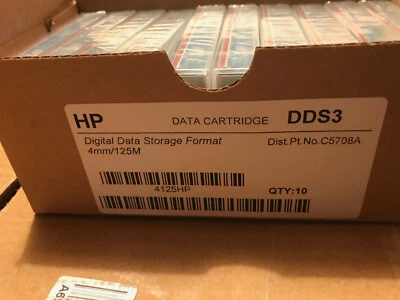 HP DATA CARTRIDGE DDS3
Digital Data Storage Format Dist.Pt.No.C5708A
4mm/125M
4125HP QTY:10